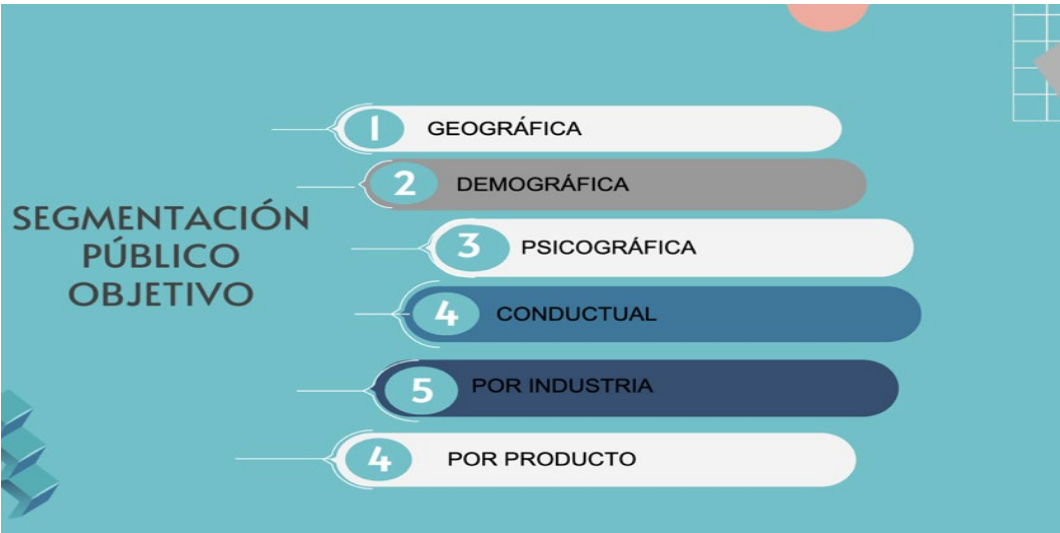 SEGMENTACIÓN
PÚBLICO
OBJETIVO
1 GEOGRÁFICA
2 DEMOGRÁFICA
3 PSICOGRÁFICA
4 CONDUCTUAL
5 POR INDUSTRIA
4 POR PRODUCTO